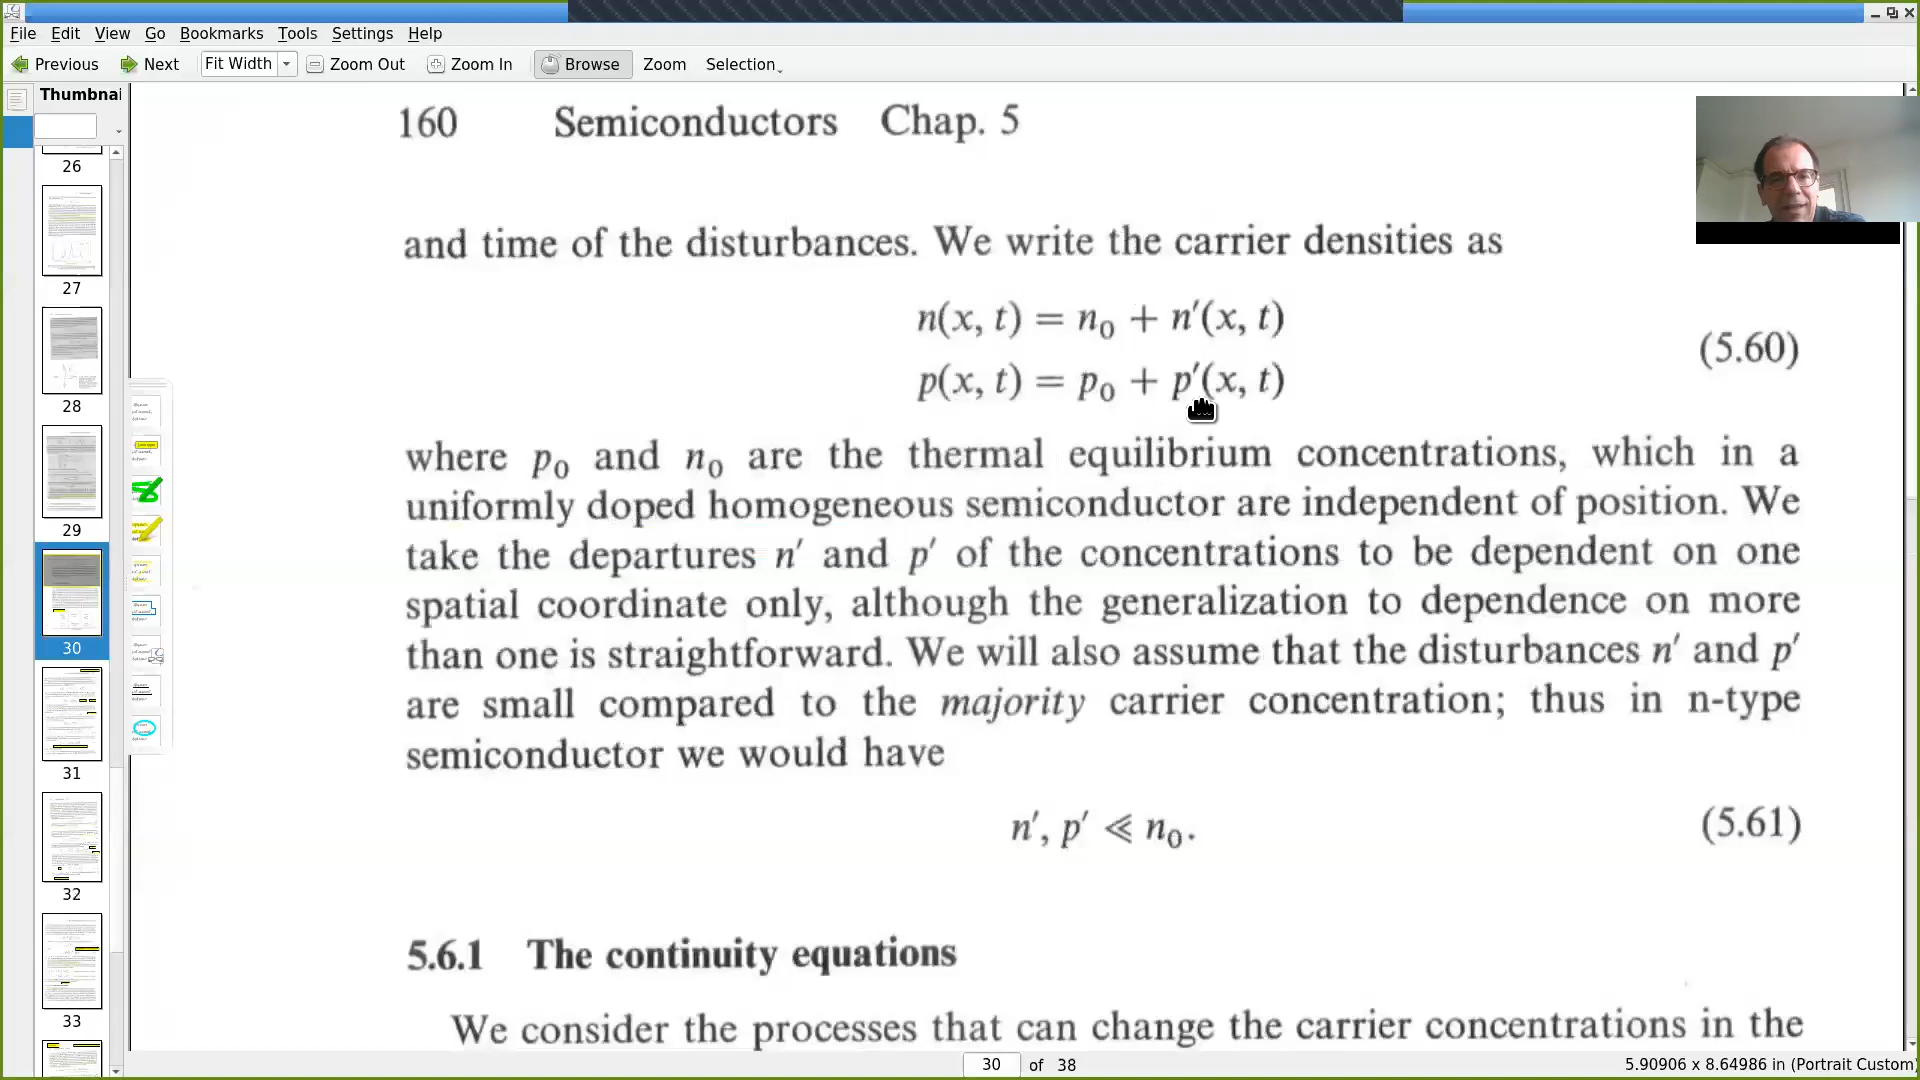 File Edit View Go Bookmarks Tools Settings Help
Previous Next Fit Width Zoom Out Zoom In Browse Zoom Selection
Thumbnai
26
27
28
29
30
31
32
33
160 Semiconductors Chap. 5
and time of the disturbances. We write the carrier densities as
n(x, t) = n₀ + n′(x, t)
p(x, t) = p₀ + p′(x, t)
(5.60)
where p₀ and n₀ are the thermal equilibrium concentrations, which in a
uniformly doped homogeneous semiconductor are independent of position. We
take the departures n′ and p′ of the concentrations to be dependent on one
spatial coordinate only, although the generalization to dependence on more
than one is straightforward. We will also assume that the disturbances n′ and p′
are small compared to the majority carrier concentration; thus in n-type
semiconductor we would have
n′, p′ ≪ n₀. (5.61)
5.6.1 The continuity equations
We consider the processes that can change the carrier concentrations in the
30 of 38
5.90906 x 8.64986 in (Portrait Custom)